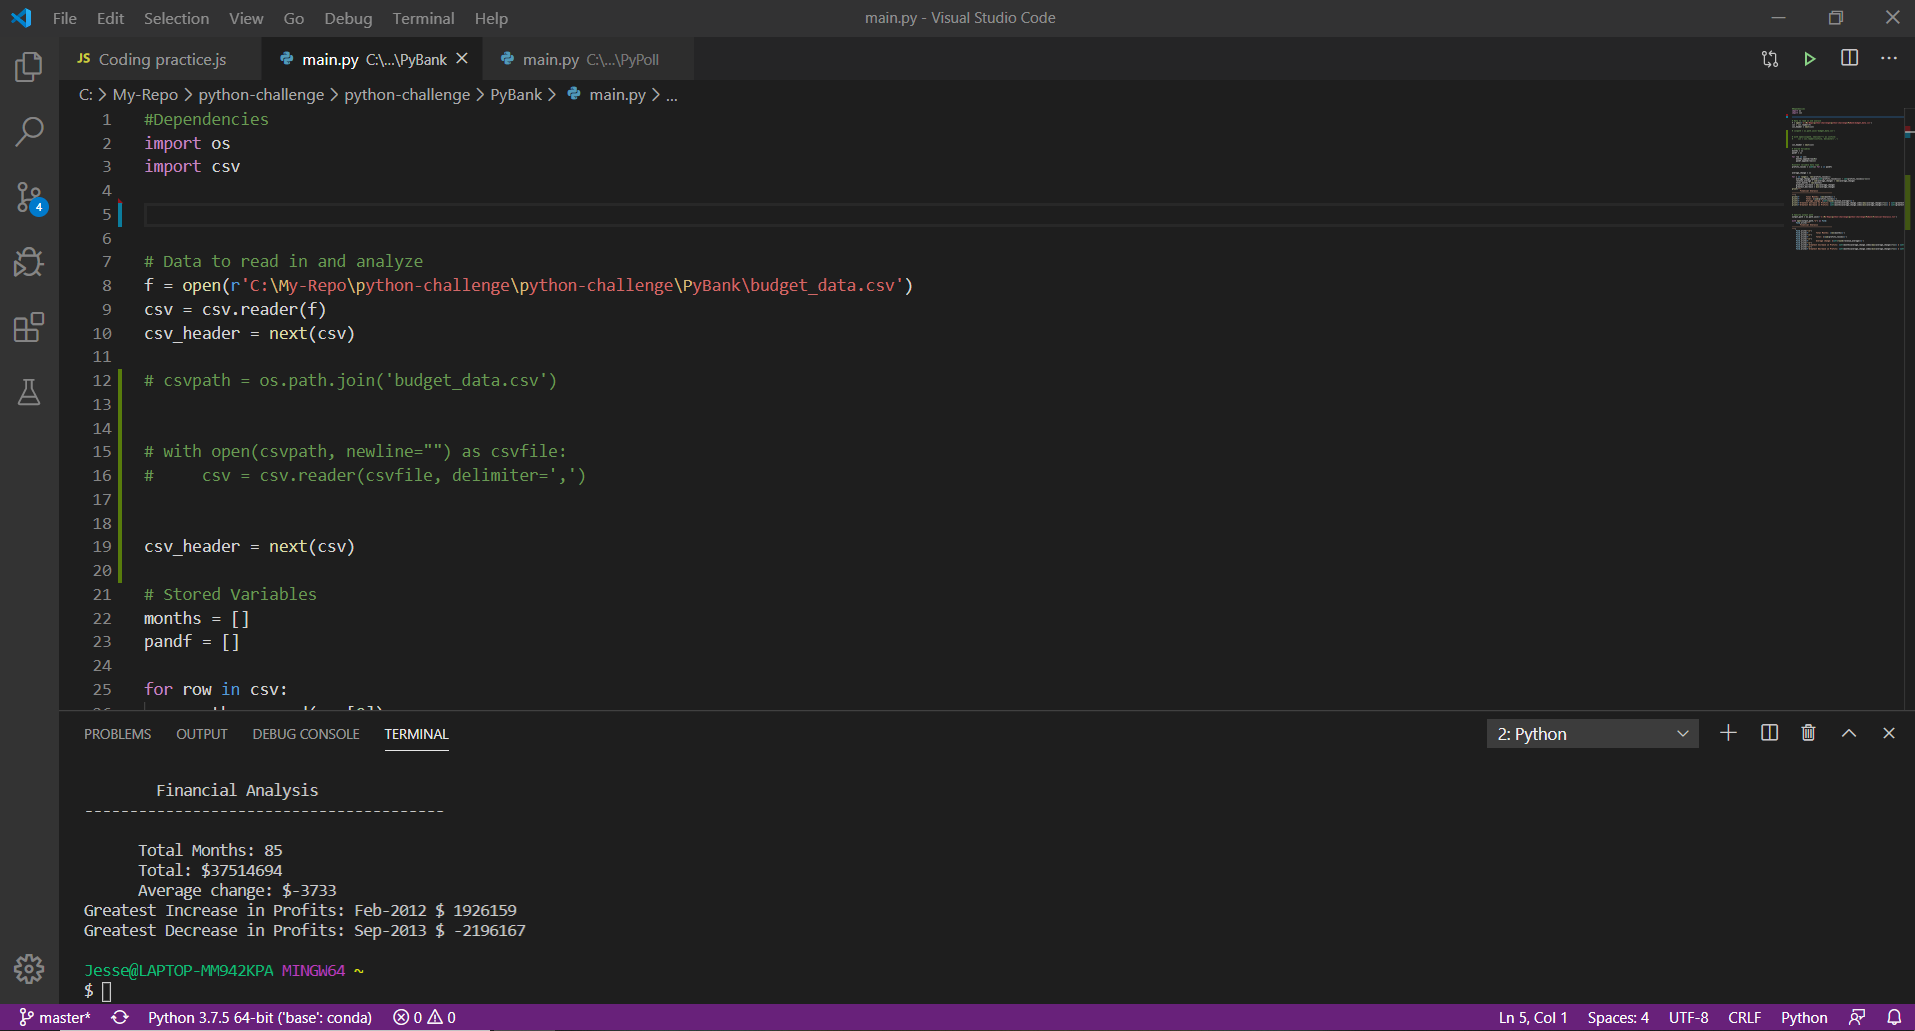 File Edit Selection View Go Debug Terminal Help
main.py - Visual Studio Code
JS Coding practice.js
main.py C:\...\PyBank
main.py C:\...\PyPoll
C: > My-Repo > python-challenge > python-challenge > PyBank > main.py > ...
1 #Dependencies
2 import os
3 import csv
4
5
6
7 # Data to read in and analyze
8 f = open(r'C:\My-Repo\python-challenge\python-challenge\PyBank\budget_data.csv')
9 csv = csv.reader(f)
10 csv_header = next(csv)
11
12 # csvpath = os.path.join('budget_data.csv')
13
14
15 # with open(csvpath, newline="") as csvfile:
16 #     csv = csv.reader(csvfile, delimiter=',')
17
18
19 csv_header = next(csv)
20
21 # Stored Variables
22 months = []
23 pandf = []
24
25 for row in csv:
4
PROBLEMS OUTPUT DEBUG CONSOLE TERMINAL
2: Python
Financial Analysis
----------------------------------------
Total Months: 85
Total: $37514694
Average change: $-3733
Greatest Increase in Profits: Feb-2012 $ 1926159
Greatest Decrease in Profits: Sep-2013 $ -2196167
Jesse@LAPTOP-MM942KPA MINGW64 ~
$
master* Python 3.7.5 64-bit ('base': conda) 0 0
Ln 5, Col 1 Spaces: 4 UTF-8 CRLF Python